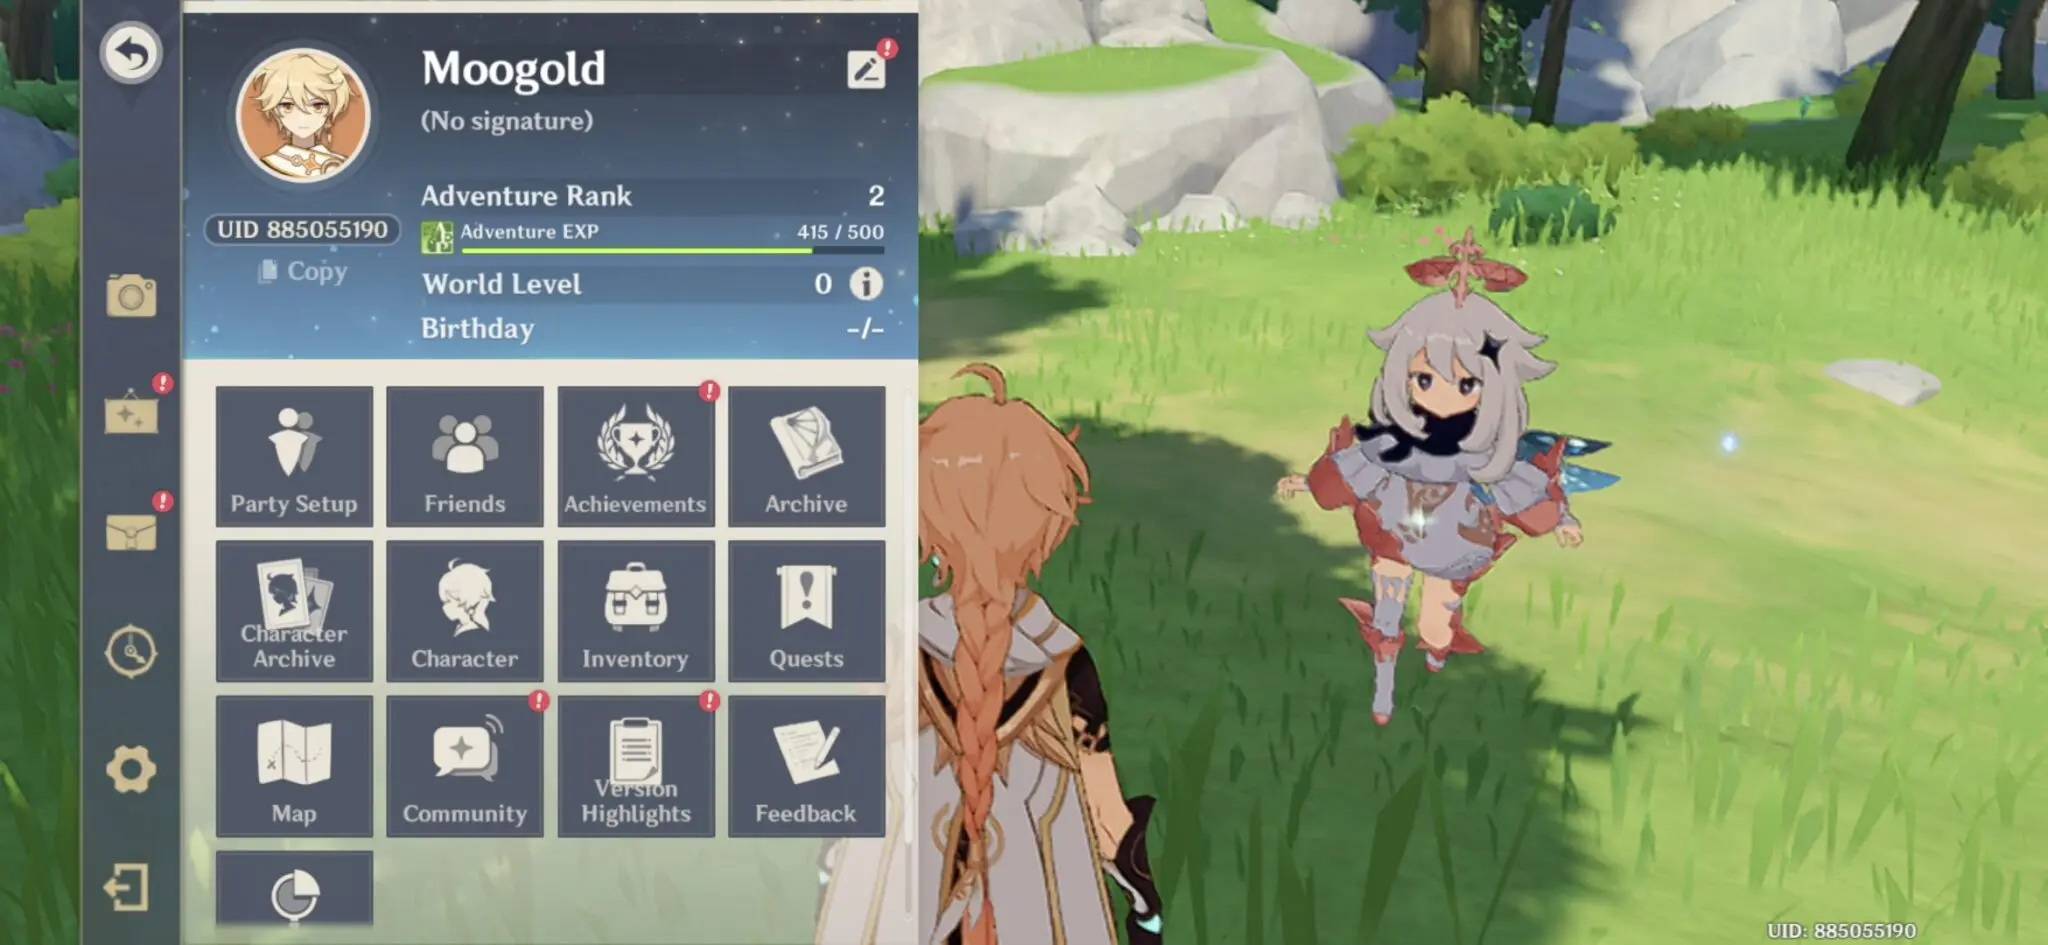 Moogold
(No signature)
Adventure Rank 2
UID 885055190
Adventure EXP 415 / 500
Copy
World Level 0
Birthday –/–
Party Setup
Friends
Achievements
Archive
Character
Archive
Character
Inventory
Quests
Map
Community
Version
Highlights
Feedback
UID: 885055190